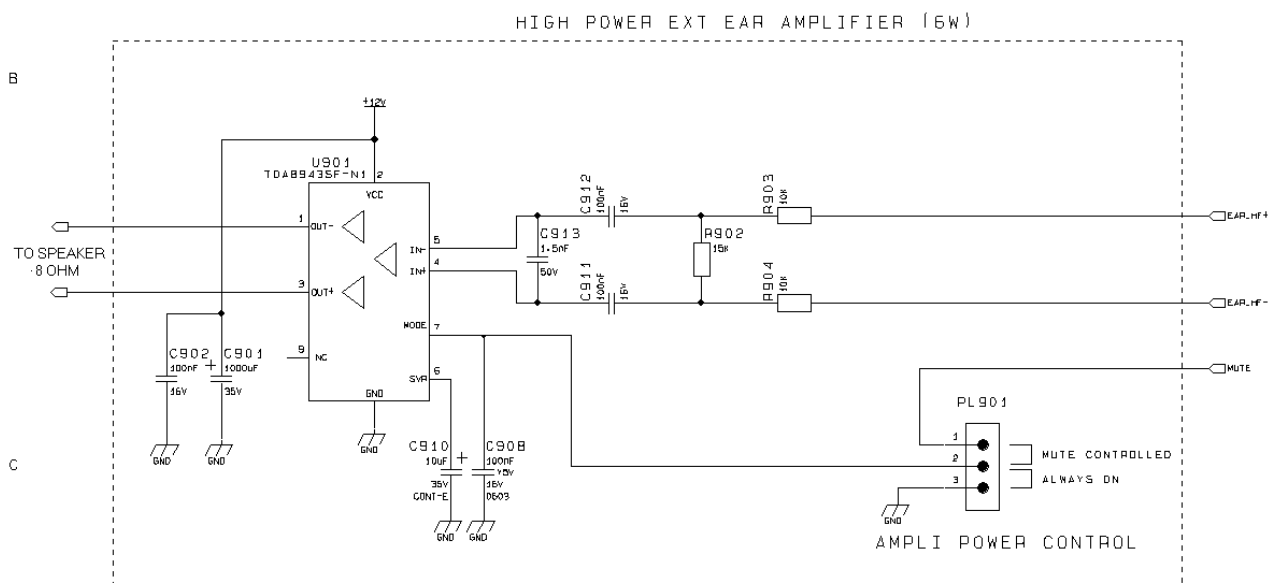 HIGH POWER EXT EAR AMPLIFIER (6W)
B
+12V
U901
TDA8943SF-N1
2
VCC
1
OUT-
TO SPEAKER
8 OHM
3
OUT+
5
IN-
4
IN+
MODE
7
9
NC
SVR
6
GND
GND
C912
100nF
16V
C913
1.5nF
50V
C911
100nF
16V
R902
15K
R903
10K
R904
10K
EAR_HF+
EAR_HF-
MUTE
C902
100nF
16V
GND
+
C901
1000uF
35V
GND
C910
10uF
+
35V
CONT-E
GND
C908
100nF
Y5V
16V
0603
GND
C
PL901
1
2
3
MUTE CONTROLLED
ALWAYS ON
GND
AMPLI POWER CONTROL